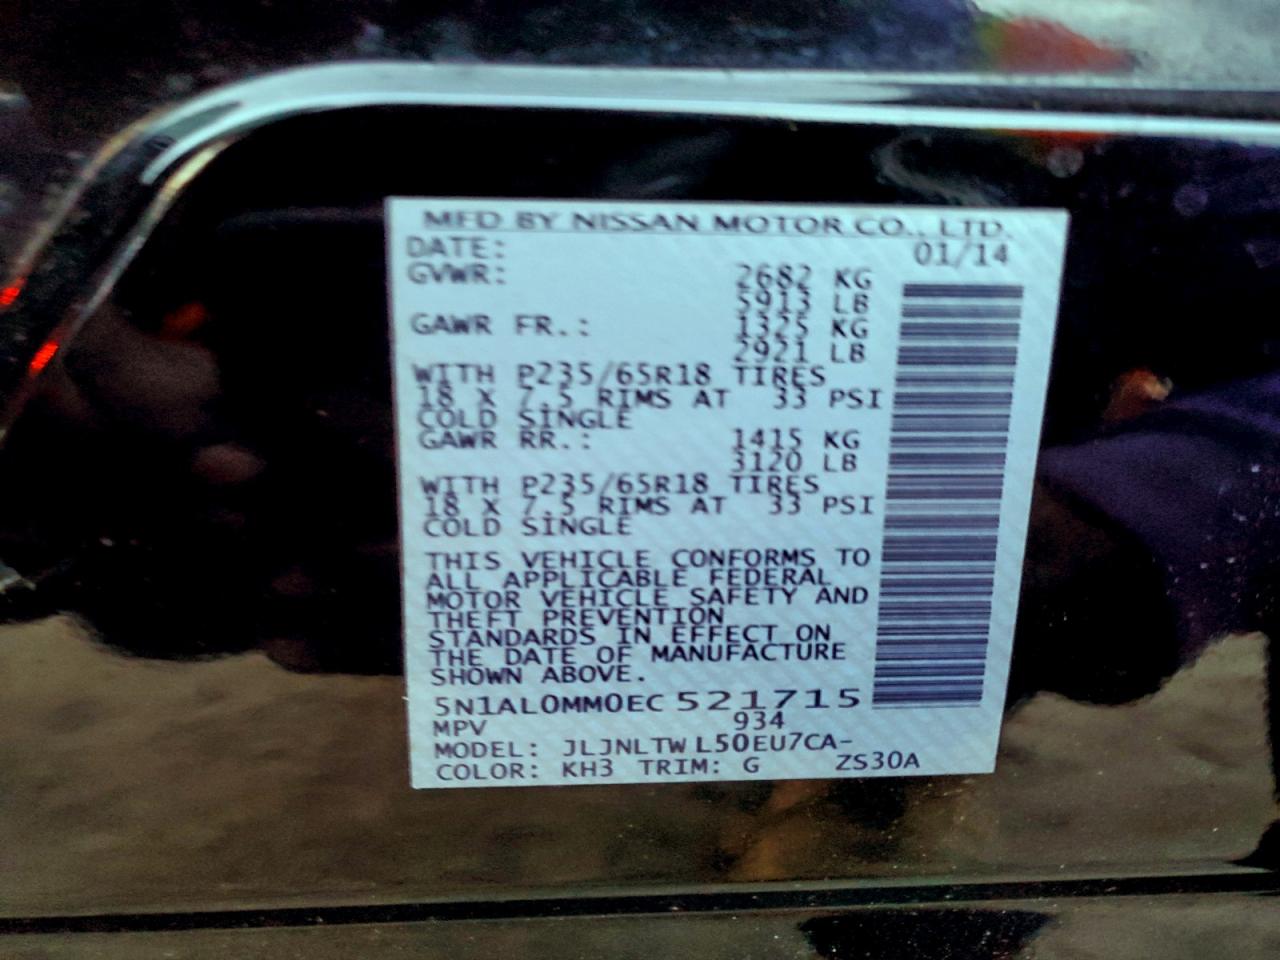 MFD BY NISSAN MOTOR CO., LTD.
DATE: 01/14
GVWR: 2682 KG
5913 LB
GAWR FR.: 1325 KG
2921 LB
WITH P235/65R18 TIRES
18 X 7.5 RIMS AT 33 PSI
COLD SINGLE
GAWR RR.: 1415 KG
3120 LB
WITH P235/65R18 TIRES
18 X 7.5 RIMS AT 33 PSI
COLD SINGLE
THIS VEHICLE CONFORMS TO
ALL APPLICABLE FEDERAL
MOTOR VEHICLE SAFETY AND
THEFT PREVENTION
STANDARDS IN EFFECT ON
THE DATE OF MANUFACTURE
SHOWN ABOVE.
5N1AL0MM0EC521715
MPV 934
MODEL: JLJNLTWL50EU7CA-
COLOR: KH3 TRIM: G ZS30A